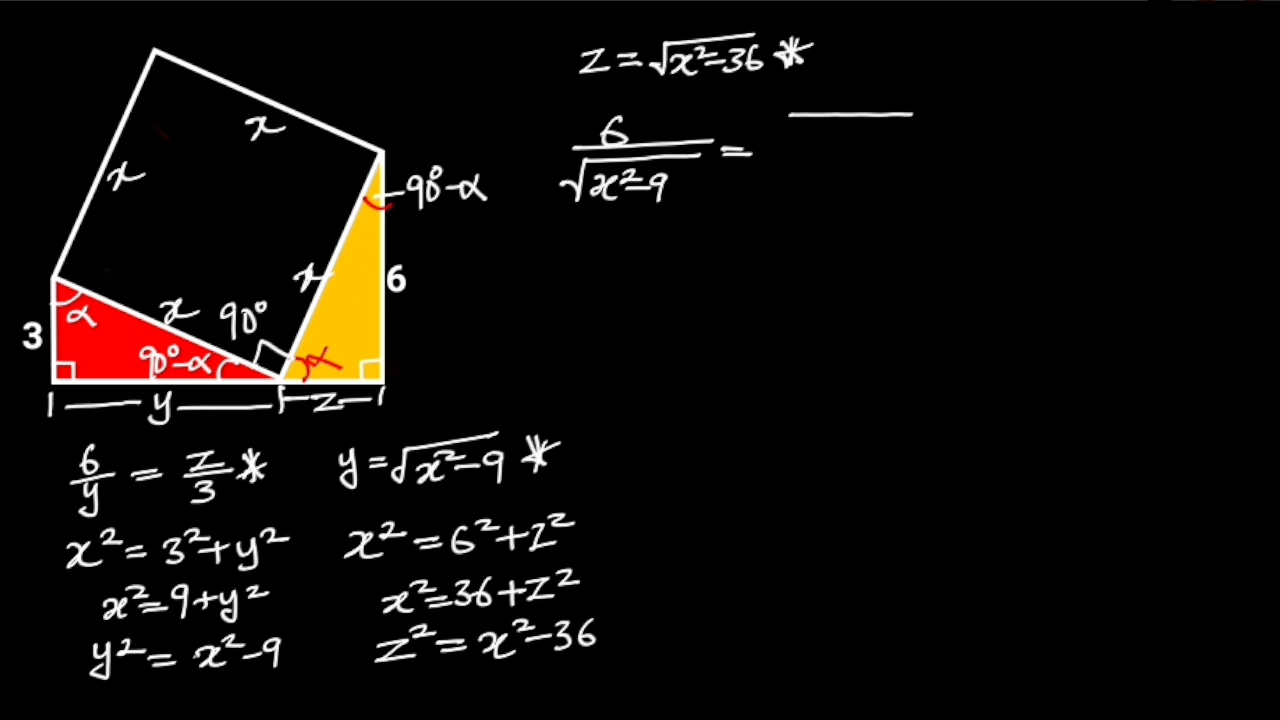 z = √x²-36 *
6/√x²-9 =
x
x
90°-α
x
6
α
x
90°
3
90°-α
α
y
z
6/y = z/3 *
y = √x²-9 *
x² = 3²+y²
x² = 6²+z²
x²=9+y²
x²=36+z²
y² = x²-9
z² = x²-36